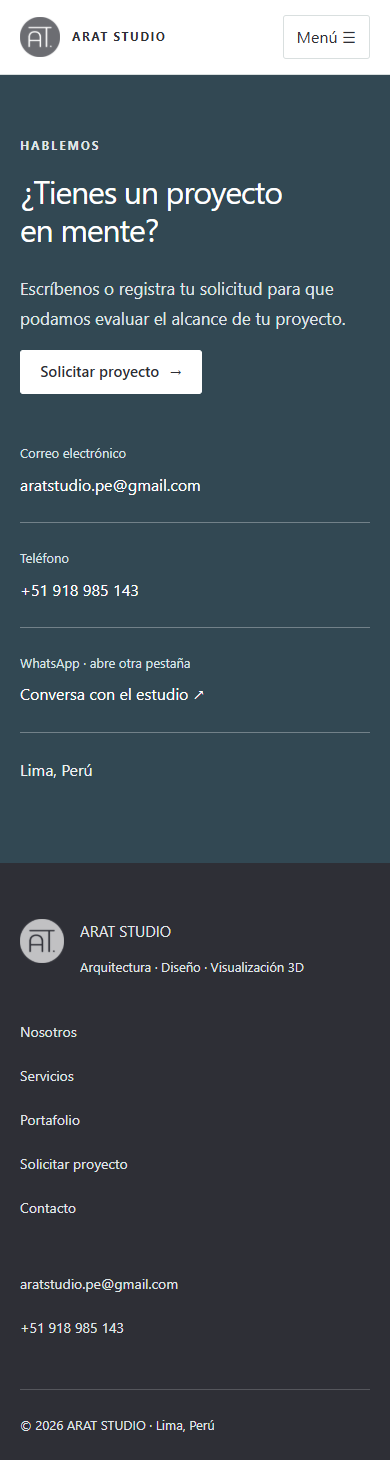 AT.
ARAT STUDIO
Menú ☰
HABLEMOS
¿Tienes un proyecto
en mente?
Escríbenos o registra tu solicitud para que
podamos evaluar el alcance de tu proyecto.
Solicitar proyecto →
Correo electrónico
aratstudio.pe@gmail.com
Teléfono
+51 918 985 143
WhatsApp · abre otra pestaña
Conversa con el estudio ↗
Lima, Perú
AT.
ARAT STUDIO
Arquitectura · Diseño · Visualización 3D
Nosotros
Servicios
Portafolio
Solicitar proyecto
Contacto
aratstudio.pe@gmail.com
+51 918 985 143
© 2026 ARAT STUDIO · Lima, Perú